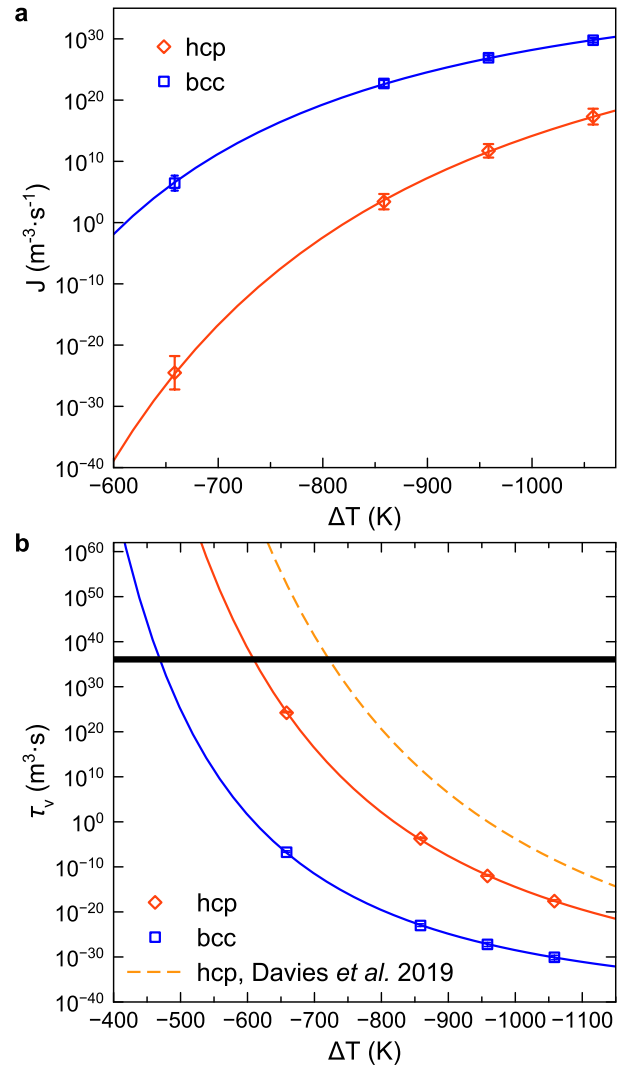 a
10³⁰
10²⁰
10¹⁰
10⁰
10⁻¹⁰
10⁻²⁰
10⁻³⁰
10⁻⁴⁰
J (m⁻³·s⁻¹)
hcp
bcc
−600 −700 −800 −900 −1000
ΔT (K)
b
10⁶⁰
10⁵⁰
10⁴⁰
10³⁰
10²⁰
10¹⁰
10⁰
10⁻¹⁰
10⁻²⁰
10⁻³⁰
10⁻⁴⁰
τᵥ (m³·s)
hcp
bcc
hcp, Davies et al. 2019
−400 −500 −600 −700 −800 −900 −1000 −1100
ΔT (K)